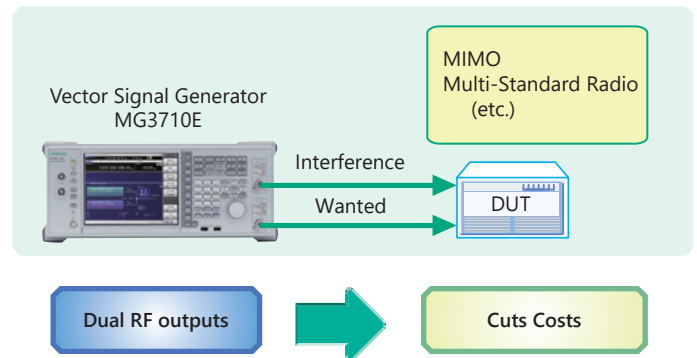 MIMO
Multi-Standard Radio
(etc.)
Vector Signal Generator
MG3710E
Interference
Wanted
DUT
Dual RF outputs
Cuts Costs